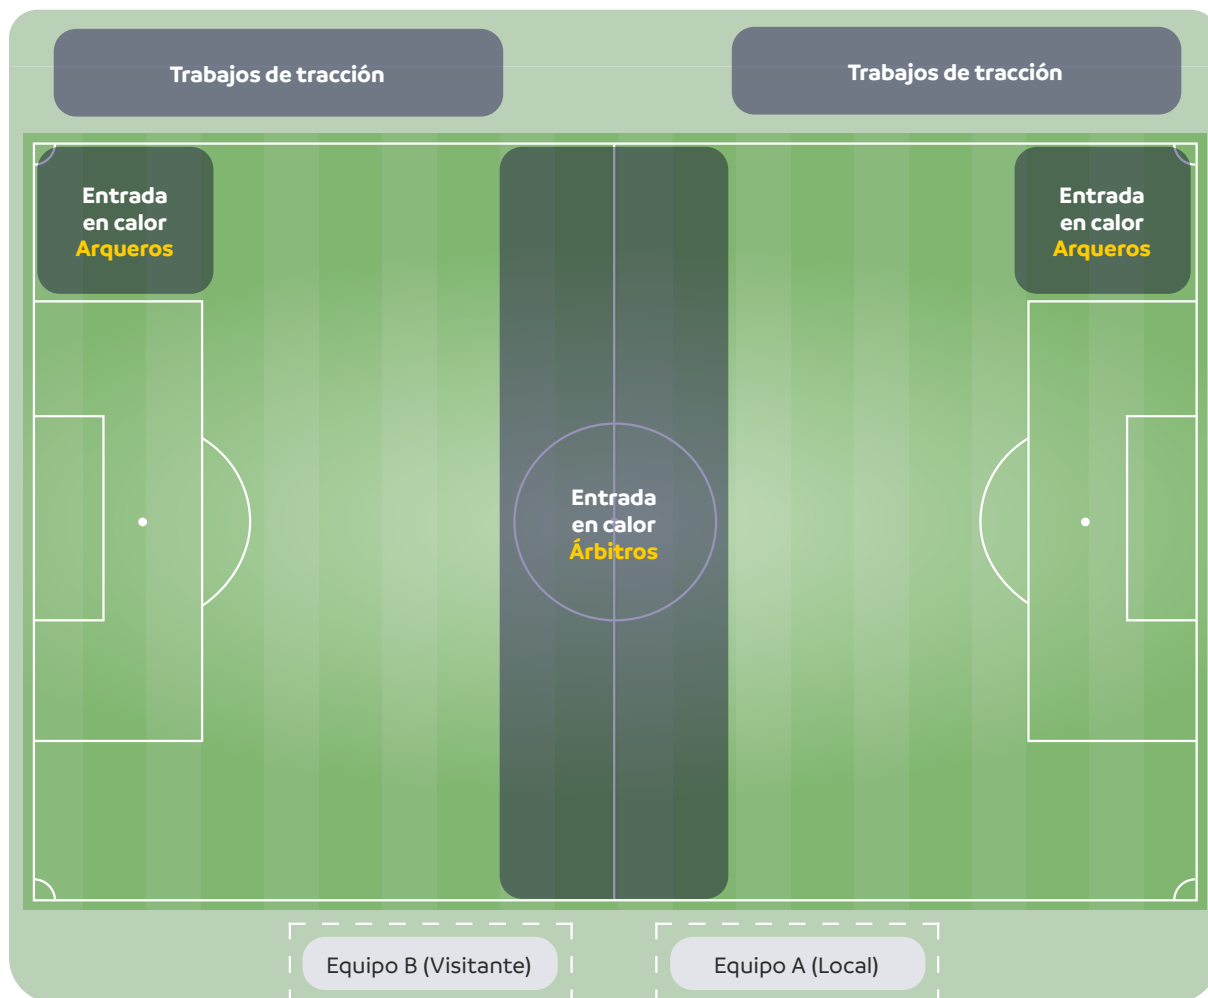 Trabajos de tracción
Trabajos de tracción
Entrada
en calor
Arqueros
Entrada
en calor
Arqueros
Entrada
en calor
Árbitros
Equipo B (Visitante)
Equipo A (Local)